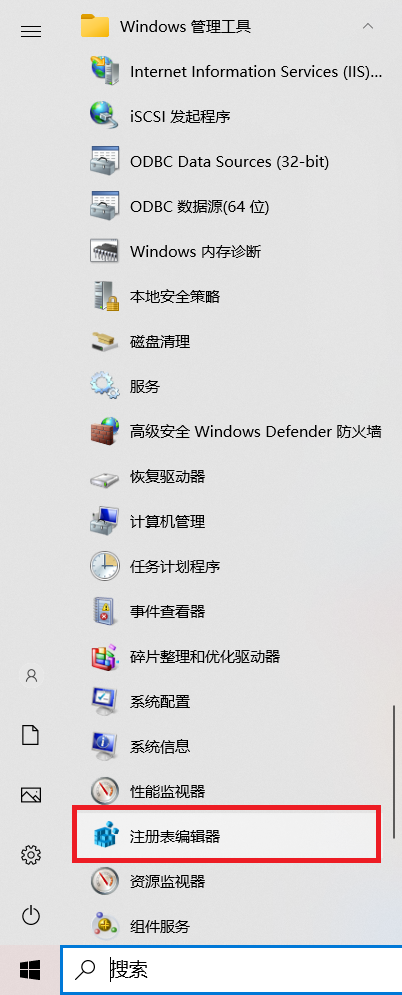 Windows 管理工具
Internet Information Services (IIS)...
iSCSI 发起程序
ODBC Data Sources (32-bit)
ODBC 数据源(64 位)
Windows 内存诊断
本地安全策略
磁盘清理
服务
高级安全 Windows Defender 防火墙
恢复驱动器
计算机管理
任务计划程序
事件查看器
碎片整理和优化驱动器
系统配置
系统信息
性能监视器
注册表编辑器
资源监视器
组件服务
搜索